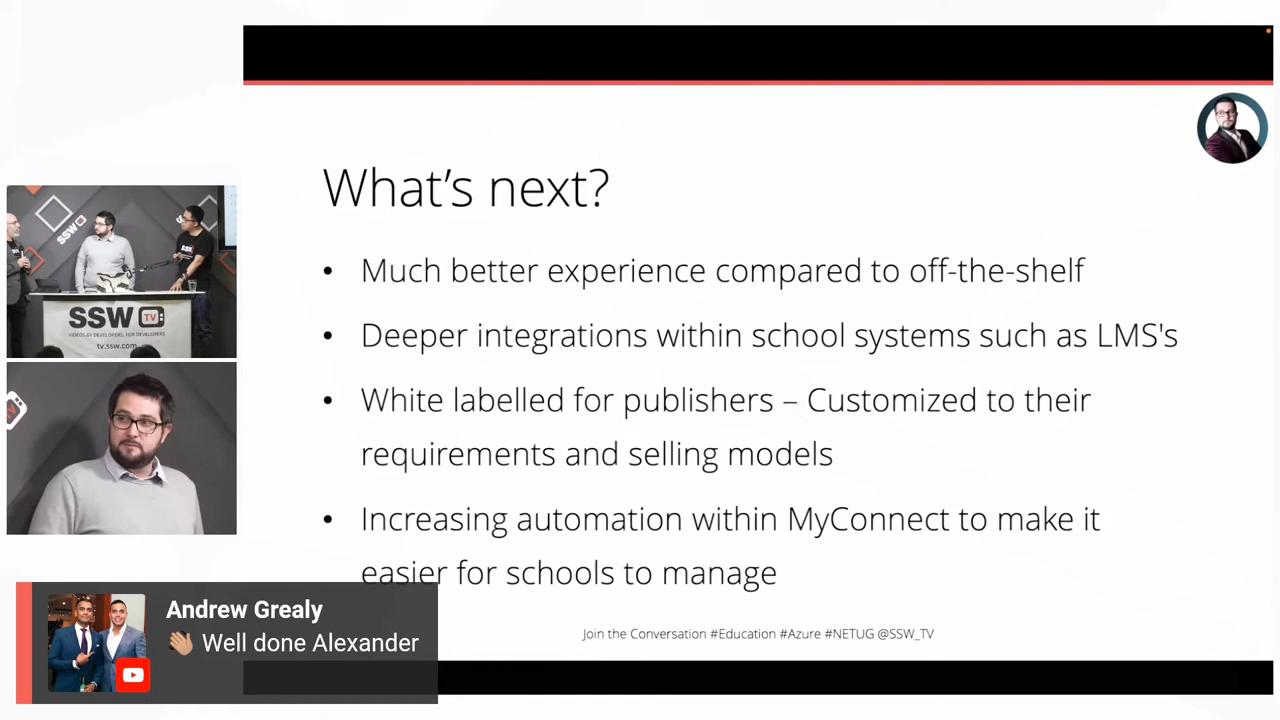 What's next?
• Much better experience compared to off-the-shelf
• Deeper integrations within school systems such as LMS's
• White labelled for publishers – Customized to their
requirements and selling models
• Increasing automation within MyConnect to make it
easier for schools to manage
Join the Conversation #Education #Azure #NETUG @SSW_TV
SSW
SSW
SSW TV
VIDEOS BY DEVELOPERS, FOR DEVELOPERS
tv.ssw.com
Andrew Grealy
👏🏽 Well done Alexander